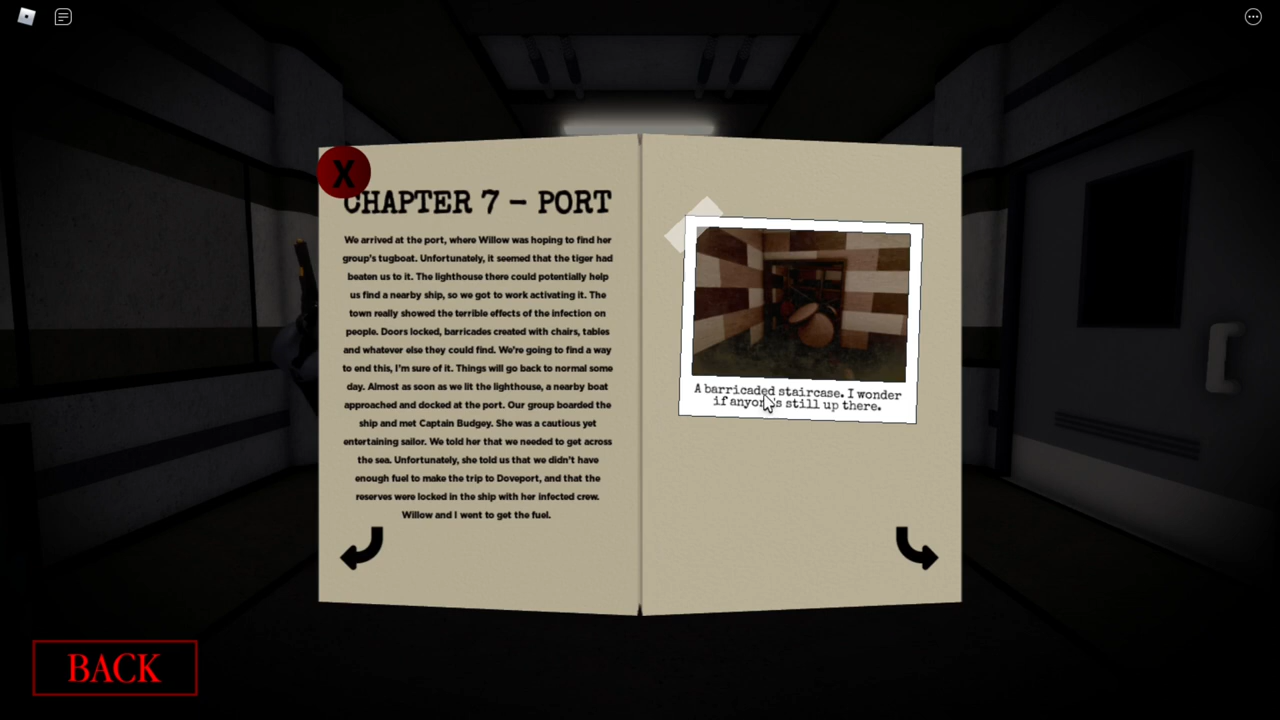 X
CHAPTER 7 - PORT
We arrived at the port, where Willow was hoping to find her
group's tugboat. Unfortunately, it seemed that the tiger had
beaten us to it. The lighthouse there could potentially help
us find a nearby ship, so we got to work activating it. The
town really showed the terrible effects of the infection on
people. Doors locked, barricades created with chairs, tables
and whatever else they could find. We're going to find a way
to end this, I'm sure of it. Things will go back to normal some
day. Almost as soon as we lit the lighthouse, a nearby boat
approached and docked at the port. Our group boarded the
ship and met Captain Budgey. She was a cautious yet
entertaining sailor. We told her that we needed to get across
the sea. Unfortunately, she told us that we didn't have
enough fuel to make the trip to Doveport, and that the
reserves were locked in the ship with her infected crew.
Willow and I went to get the fuel.
A barricaded staircase. I wonder
if anyone's still up there.
BACK